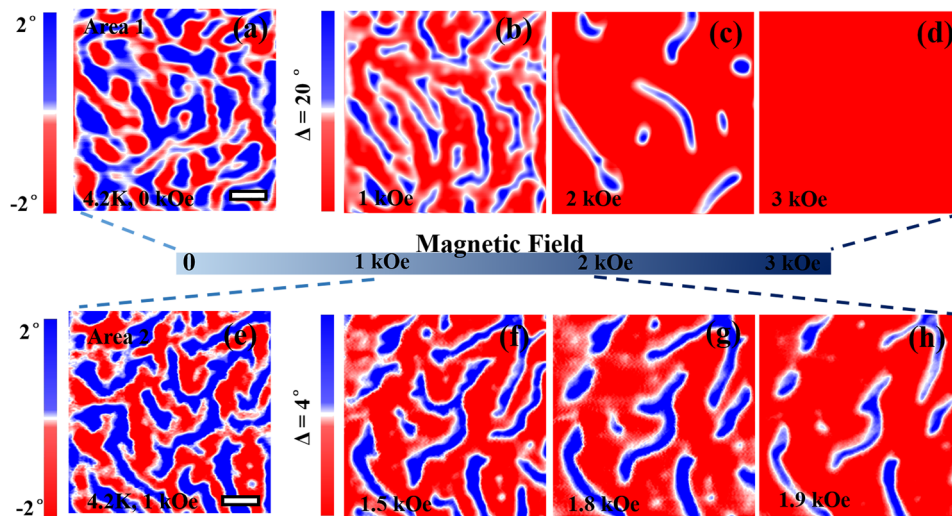 2°
-2°
Area 1
(a)
4.2K, 0 kOe
Δ = 20°
(b)
1 kOe
(c)
2 kOe
(d)
3 kOe
Magnetic Field
0
1 kOe
2 kOe
3 kOe
2°
-2°
Area 2
(e)
4.2K, 1 kOe
Δ = 4°
(f)
1.5 kOe
(g)
1.8 kOe
(h)
1.9 kOe